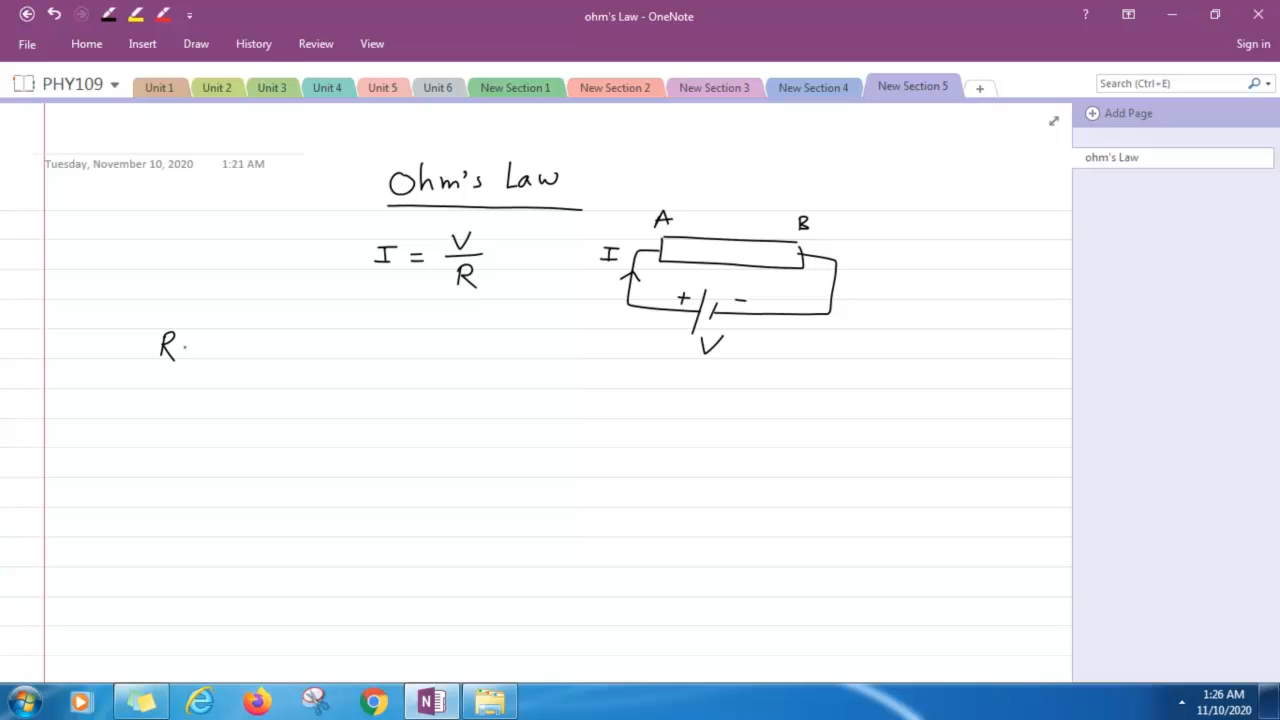 ohm's Law - OneNote
?
File Home Insert Draw History Review View
Sign in
PHY109 Unit 1 Unit 2 Unit 3 Unit 4 Unit 5 Unit 6 New Section 1 New Section 2 New Section 3 New Section 4 New Section 5 +
Search (Ctrl+E)
Add Page
ohm's Law
Tuesday, November 10, 2020 1:21 AM
Ohm's Law
I = V/R
A B
I
+ -
V
R
N
1:26 AM
11/10/2020